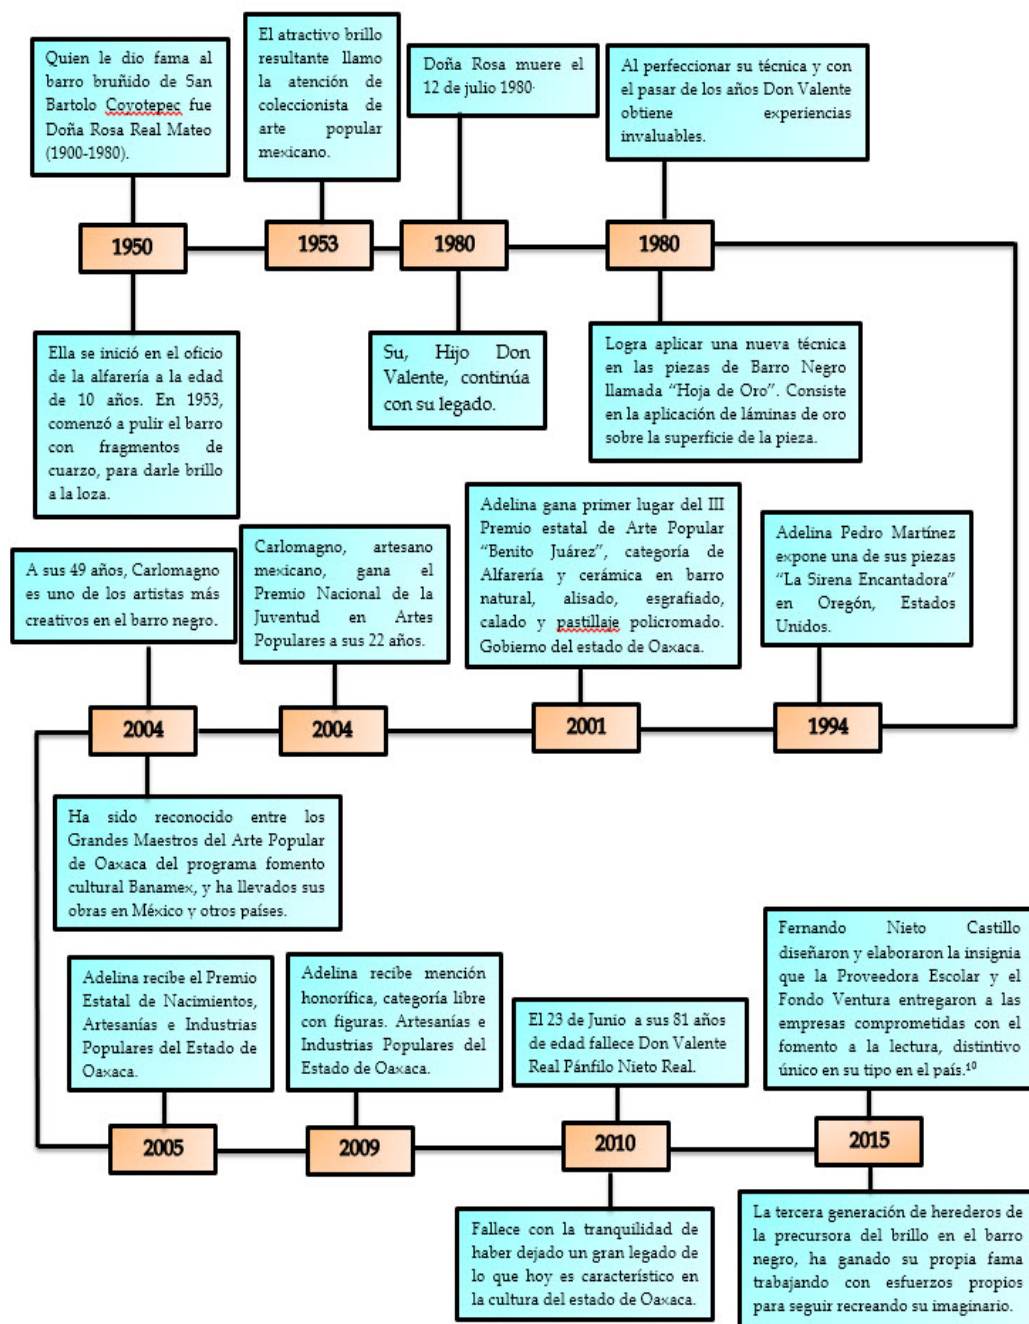 Quien le dio fama al
barro bruñido de San
Bartolo Coyotepec fue
Doña Rosa Real Mateo
(1900-1980).
El atractivo brillo
resultante llamo
la atención de
coleccionista de
arte popular
mexicano.
Doña Rosa muere el
12 de julio 1980.
Al perfeccionar su técnica y con
el pasar de los años Don Valente
obtiene experiencias
invaluables.
1950
1953
1980
1980
Ella se inició en el oficio
de la alfarería a la edad
de 10 años. En 1953,
comenzó a pulir el barro
con fragmentos de
cuarzo, para darle brillo
a la loza.
Su, Hijo Don
Valente, continúa
con su legado.
Logra aplicar una nueva técnica
en las piezas de Barro Negro
llamada “Hoja de Oro”. Consiste
en la aplicación de láminas de oro
sobre la superficie de la pieza.
A sus 49 años, Carlomagno
es uno de los artistas más
creativos en el barro negro.
Carlomagno, artesano
mexicano, gana el
Premio Nacional de la
Juventud en Artes
Populares a sus 22 años.
Adelina gana primer lugar del III
Premio estatal de Arte Popular
“Benito Juárez”, categoría de
Alfarería y cerámica en barro
natural, alisado, esgrafiado,
calado y pastillaje policromado.
Gobierno del estado de Oaxaca.
Adelina Pedro Martínez
expone una de sus piezas
“La Sirena Encantadora”
en Oregón, Estados
Unidos.
2004
2004
2001
1994
Ha sido reconocido entre los
Grandes Maestros del Arte Popular
de Oaxaca del programa fomento
cultural Banamex, y ha llevados sus
obras en México y otros países.
Adelina recibe el Premio
Estatal de Nacimientos,
Artesanías e Industrias
Populares del Estado de
Oaxaca.
Adelina recibe mención
honorífica, categoría libre
con figuras. Artesanías e
Industrias Populares del
Estado de Oaxaca.
El 23 de Junio a sus 81 años
de edad fallece Don Valente
Real Pánfilo Nieto Real.
Fernando Nieto Castillo
diseñaron y elaboraron la insignia
que la Proveedora Escolar y el
Fondo Ventura entregaron a las
empresas comprometidas con el
fomento a la lectura, distintivo
único en su tipo en el país.¹⁰
2005
2009
2010
2015
Fallece con la tranquilidad de
haber dejado un gran legado de
lo que hoy es característico en
la cultura del estado de Oaxaca.
La tercera generación de herederos de
la precursora del brillo en el barro
negro, ha ganado su propia fama
trabajando con esfuerzos propios
para seguir recreando su imaginario.